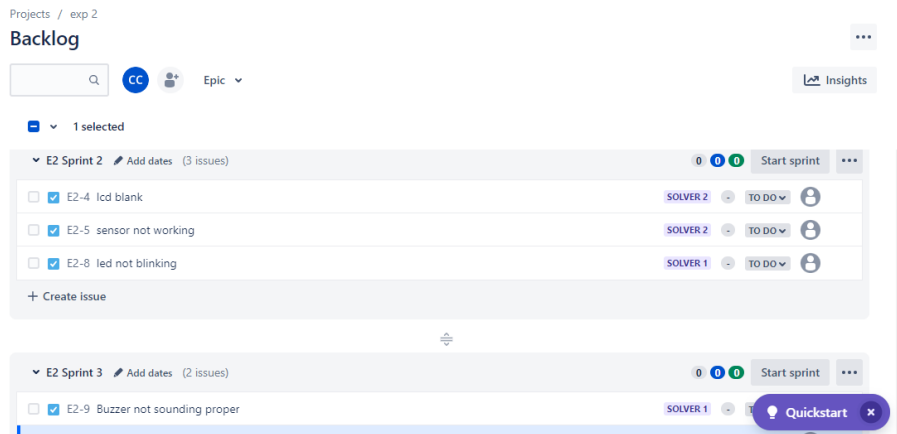 Projects / exp 2
Backlog
CC Epic
Insights
1 selected
E2 Sprint 2 Add dates (3 issues) 0 0 0 Start sprint
E2-4 lcd blank SOLVER 2 - TO DO
E2-5 sensor not working SOLVER 2 - TO DO
E2-8 led not blinking SOLVER 1 - TO DO
+ Create issue
E2 Sprint 3 Add dates (2 issues) 0 0 0 Start sprint
E2-9 Buzzer not sounding proper SOLVER 1 -
Quickstart